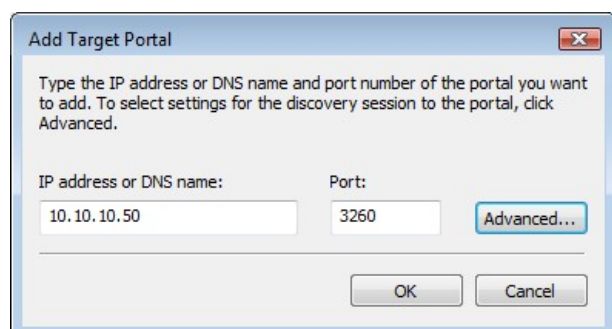 Add Target Portal
Type the IP address or DNS name and port number of the portal you want
to add. To select settings for the discovery session to the portal, click
Advanced.
IP address or DNS name:
Port:
10.10.10.50
3260
Advanced...
OK
Cancel